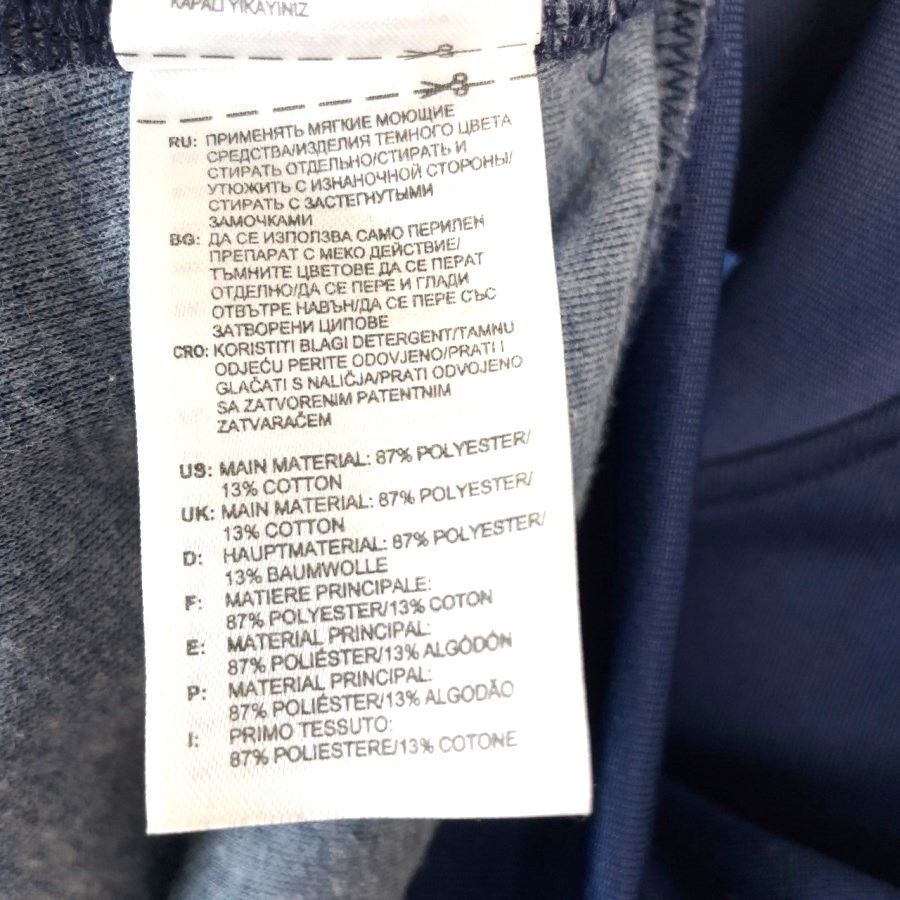 KAPALI YIKAYINIZ
RU: ПРИМЕНЯТЬ МЯГКИЕ МОЮЩИЕ
СРЕДСТВА/ИЗДЕЛИЯ ТЕМНОГО ЦВЕТА
СТИРАТЬ ОТДЕЛЬНО/СТИРАТЬ И
УТЮЖИТЬ С ИЗНАНОЧНОЙ СТОРОНЫ/
СТИРАТЬ С ЗАСТЕГНУТЫМИ
ЗАМОЧКАМИ
BG: ДА СЕ ИЗПОЛЗВА САМО ПЕРИЛЕН
ПРЕПАРАТ С МЕКО ДЕЙСТВИЕ/
ТЪМНИТЕ ЦВЕТОВЕ ДА СЕ ПЕРАТ
ОТДЕЛНО/ДА СЕ ПЕРЕ И ГЛАДИ
ОТВЪТРЕ НАВЪН/ДА СЕ ПЕРЕ СЪС
ЗАТВОРЕНИ ЦИПОВЕ
CRO: KORISTITI BLAGI DETERGENT/TAMNU
ODJEĆU PERITE ODOVJENO/PRATI I
GLAČATI S NALIČJA/PRATI ODVOJENO
SA ZATVORENIM PATENTNIM
ZATVARAČEM
US: MAIN MATERIAL: 87% POLYESTER/
13% COTTON
UK: MAIN MATERIAL: 87% POLYESTER/
13% COTTON
D: HAUPTMATERIAL: 87% POLYESTER/
13% BAUMWOLLE
F: MATIERE PRINCIPALE:
87% POLYESTER/13% COTON
E: MATERIAL PRINCIPAL:
87% POLIÉSTER/13% ALGÓDÓN
P: MATERIAL PRINCIPAL:
87% POLIÉSTER/13% ALGODÃO
I: PRIMO TESSUTO:
87% POLIESTERE/13% COTONE